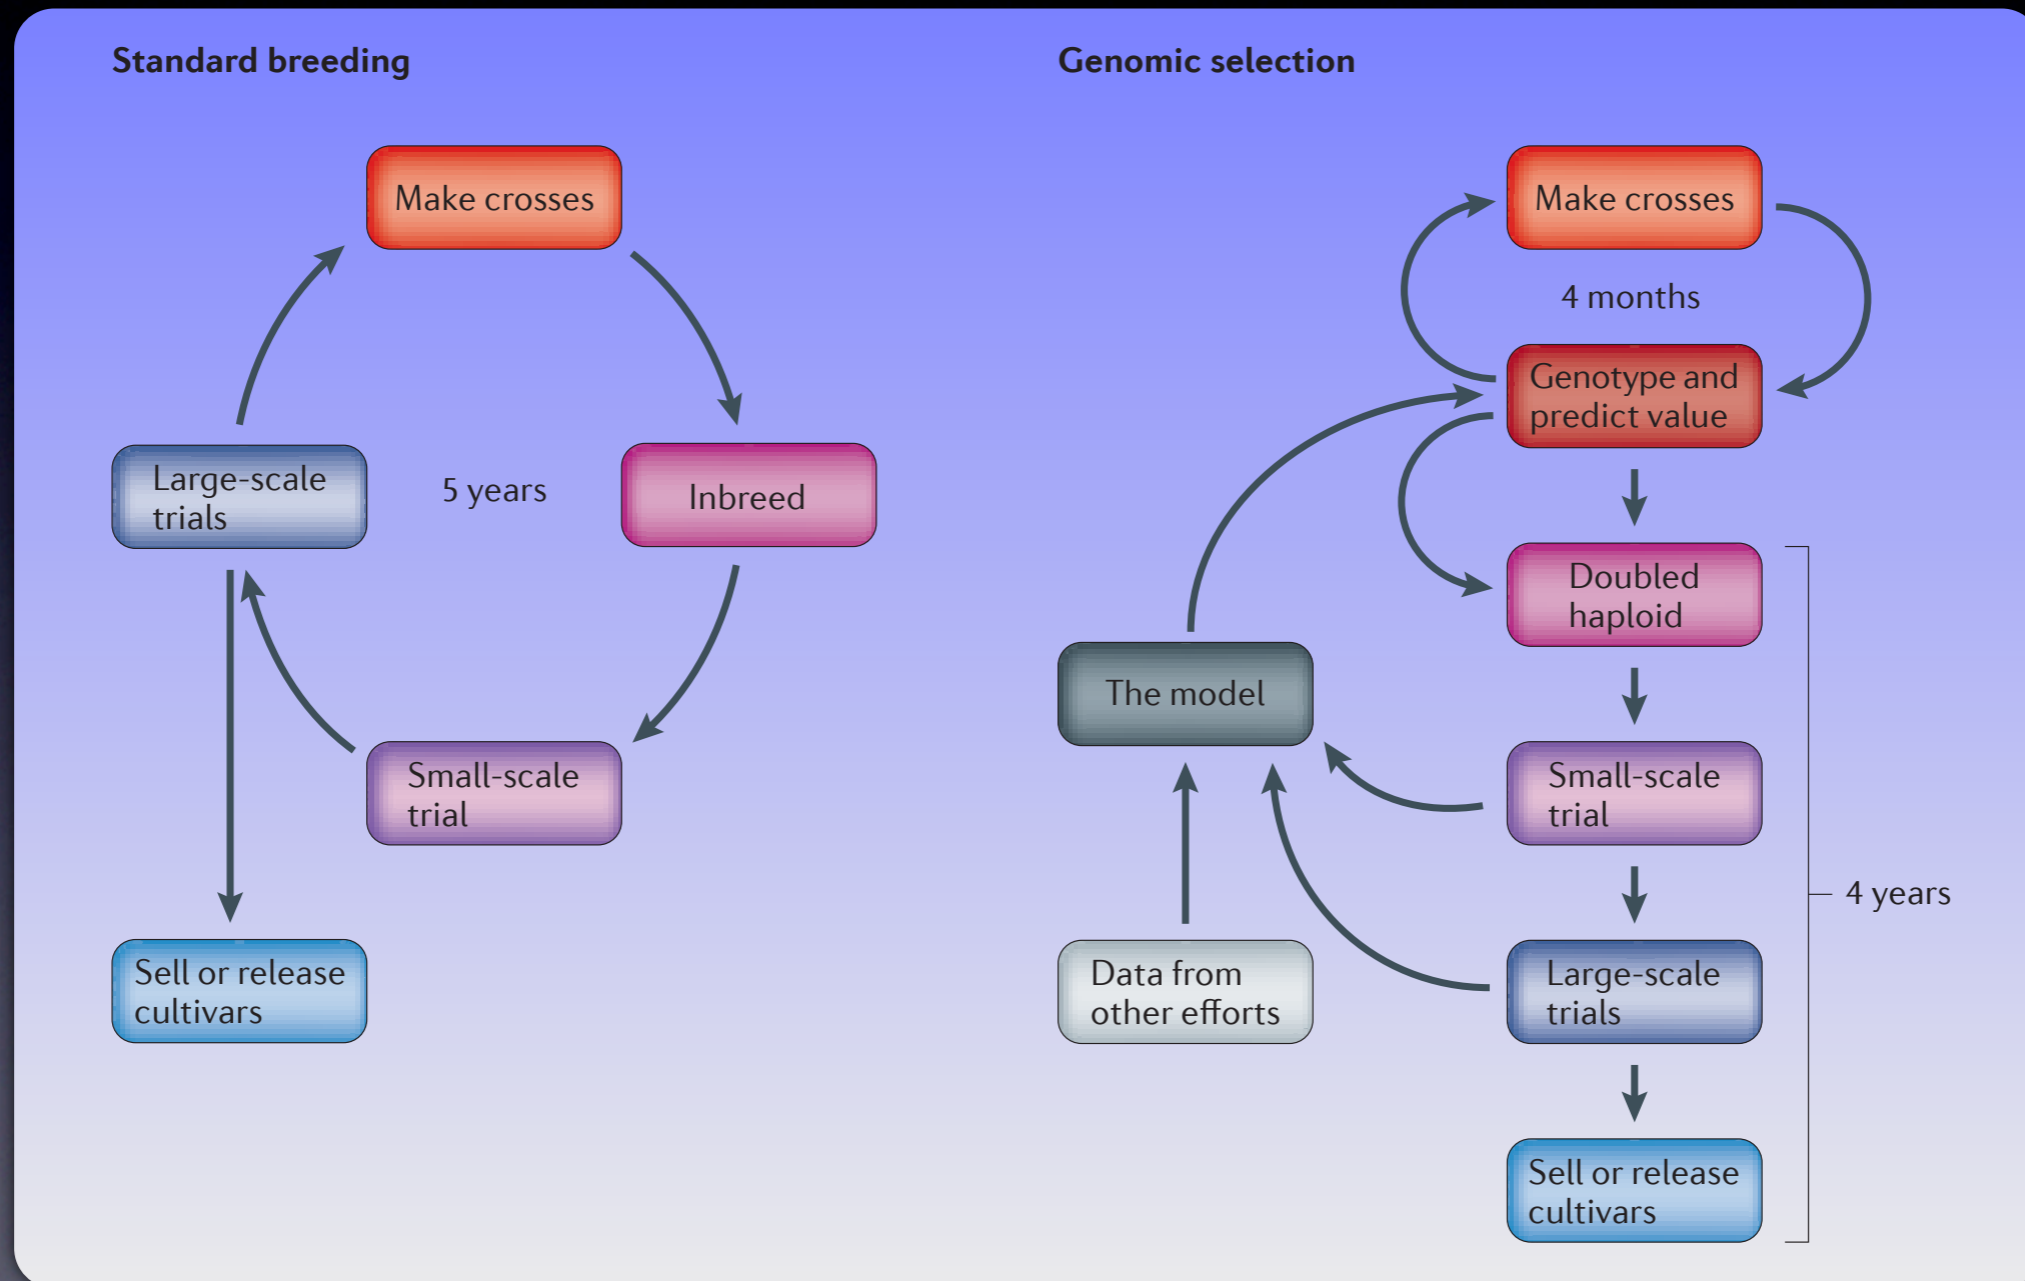 Standard breeding
Make crosses
Large-scale
trials
5 years
Inbreed
Small-scale
trial
Sell or release
cultivars
Genomic selection
Make crosses
4 months
Genotype and
predict value
Doubled
haploid
The model
Small-scale
trial
4 years
Data from
other efforts
Large-scale
trials
Sell or release
cultivars